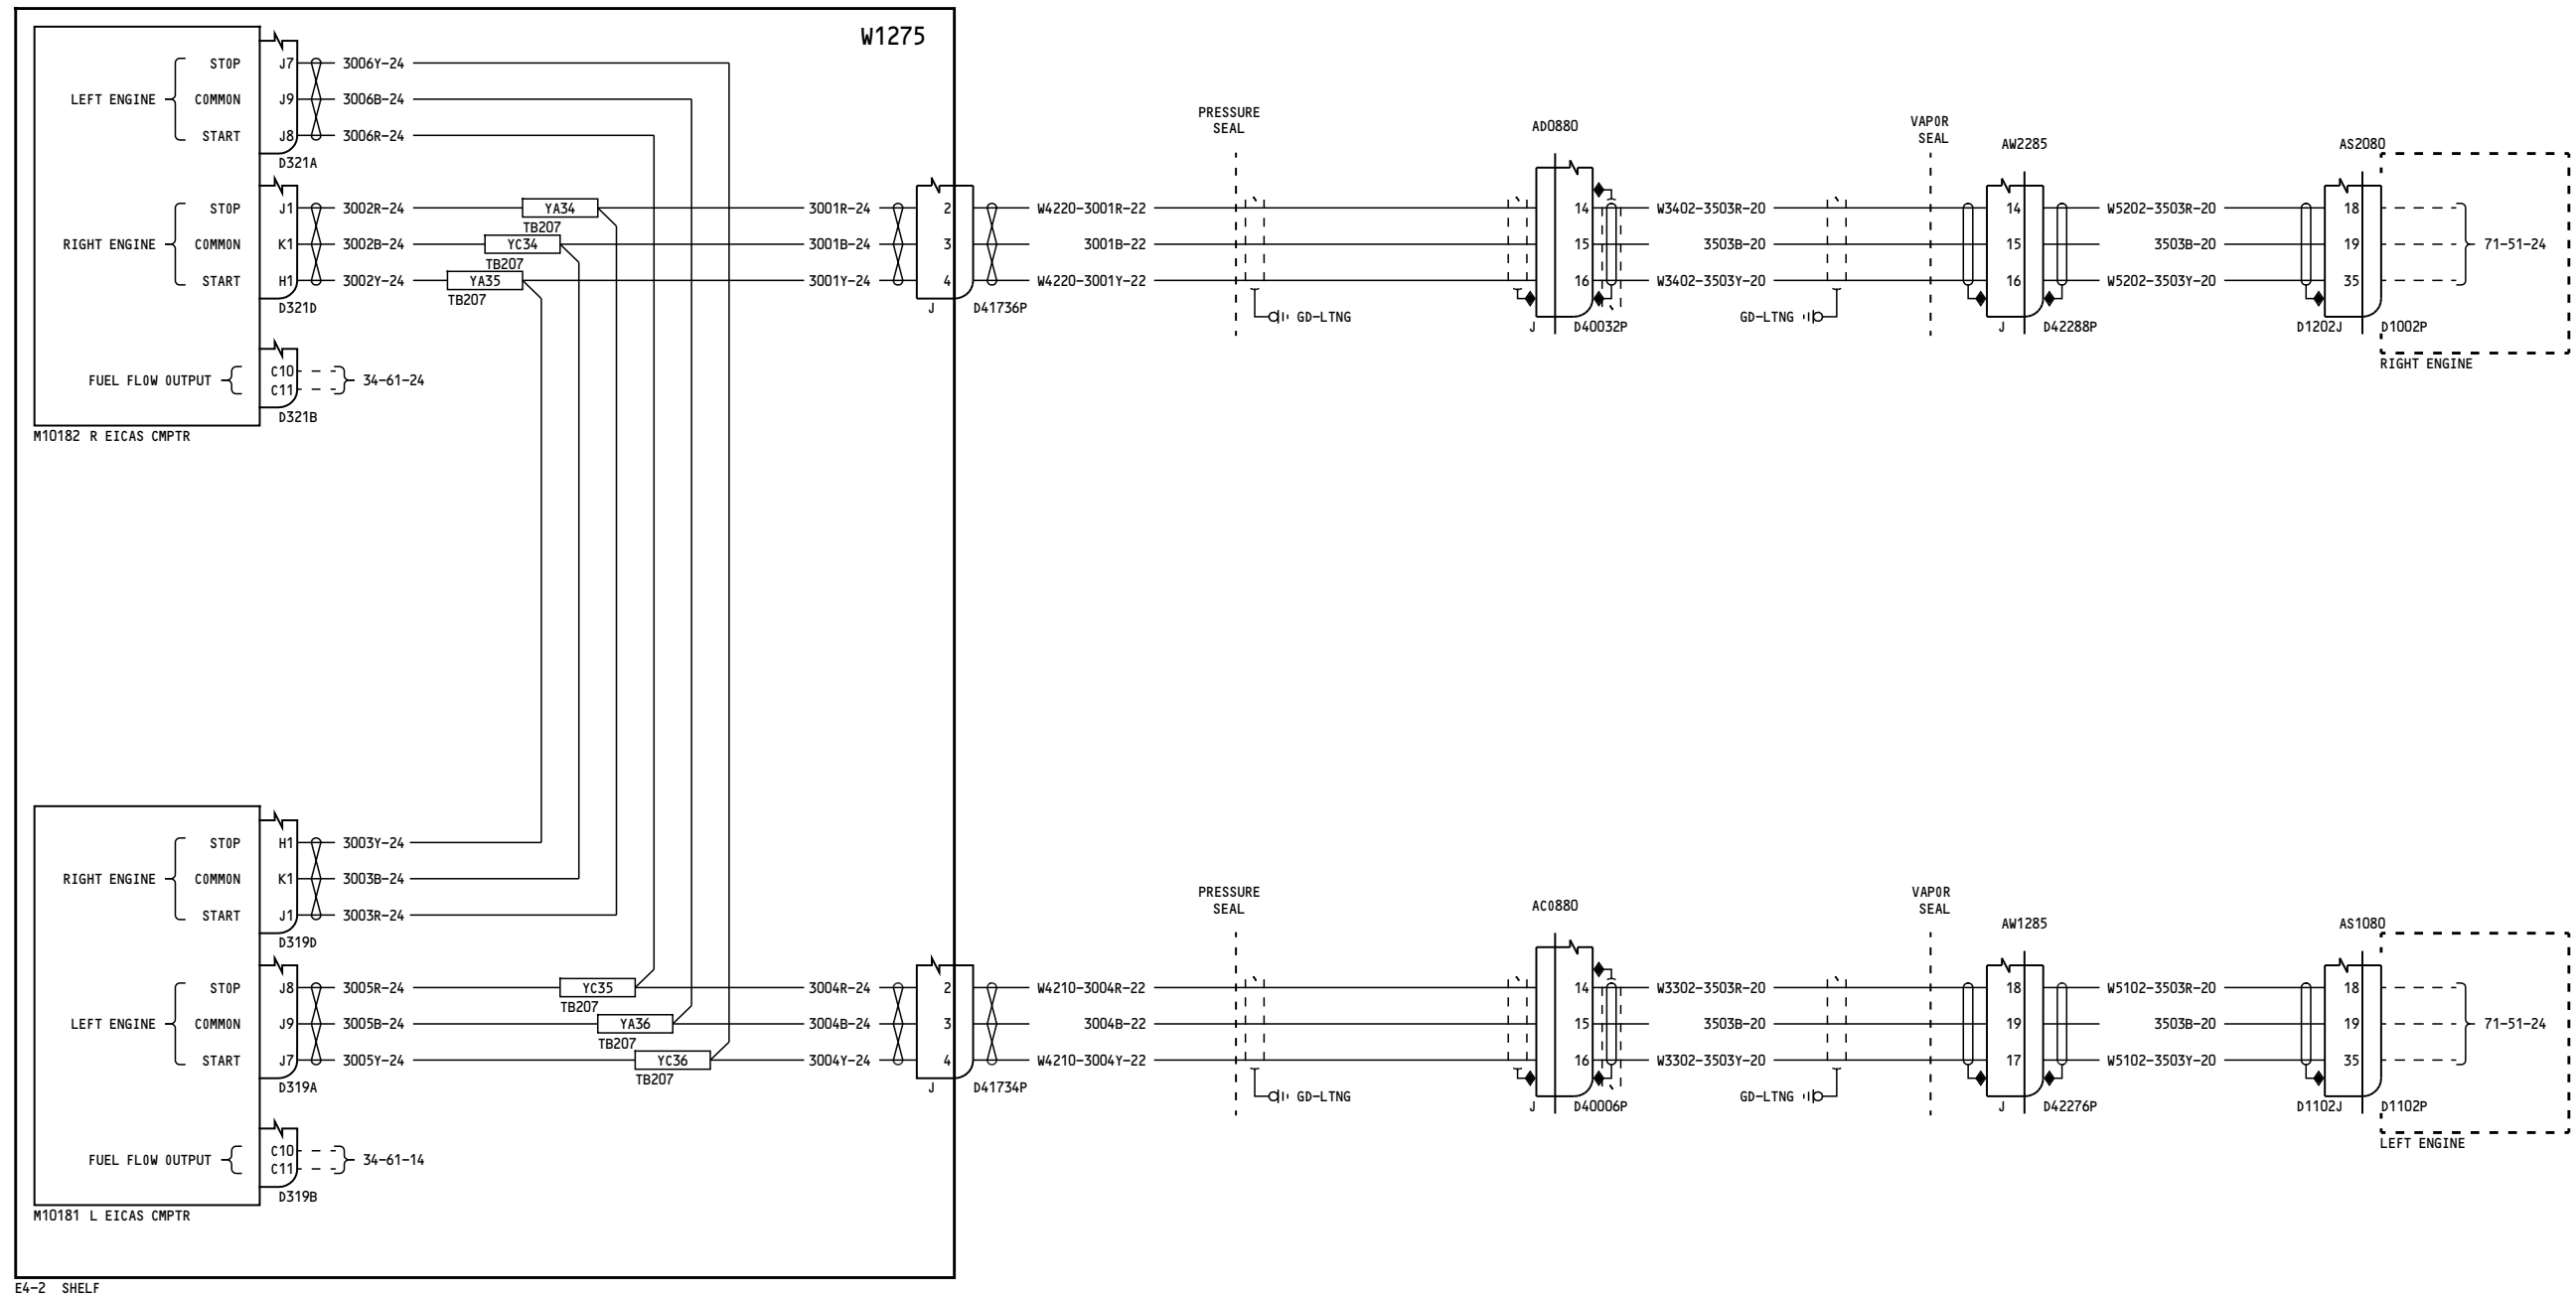 W1275
STOP J7 3006Y-24
LEFT ENGINE COMMON J9 3006B-24
START J8 3006R-24
D321A
STOP J1 3002R-24 YA34 3001R-24 2 W4220-3001R-22
TB207
RIGHT ENGINE COMMON K1 3002B-24 YC34 3001B-24 3 3001B-22
TB207
START H1 3002Y-24 YA35 3001Y-24 4 W4220-3001Y-22
TB207
D321D
J D41736P
FUEL FLOW OUTPUT C10 C11 34-61-24
D321B
M10182 R EICAS CMPTR
PRESSURE
SEAL
GD-LTNG
AD0880
14 W3402-3503R-20
15 3503B-20
16 W3402-3503Y-20
J D40032P
GD-LTNG
VAPOR
SEAL
AW2285
14 W5202-3503R-20
15 3503B-20
16 W5202-3503Y-20
J D42288P
AS2080
18
19 71-51-24
35
D1202J D1002P
RIGHT ENGINE
STOP H1 3003Y-24
RIGHT ENGINE COMMON K1 3003B-24
START J1 3003R-24
D319D
STOP J8 3005R-24 YC35 3004R-24 2 W4210-3004R-22
TB207
LEFT ENGINE COMMON J9 3005B-24 YA36 3004B-24 3 3004B-22
TB207
START J7 3005Y-24 YC36 3004Y-24 4 W4210-3004Y-22
TB207
D319A
J D41734P
FUEL FLOW OUTPUT C10 C11 34-61-14
D319B
M10181 L EICAS CMPTR
PRESSURE
SEAL
GD-LTNG
AC0880
14 W3302-3503R-20
15 3503B-20
16 W3302-3503Y-20
J D40006P
GD-LTNG
VAPOR
SEAL
AW1285
18 W5102-3503R-20
19 3503B-20
17 W5102-3503Y-20
J D42276P
AS1080
18
19 71-51-24
35
D1102J D1102P
LEFT ENGINE
E4-2 SHELF